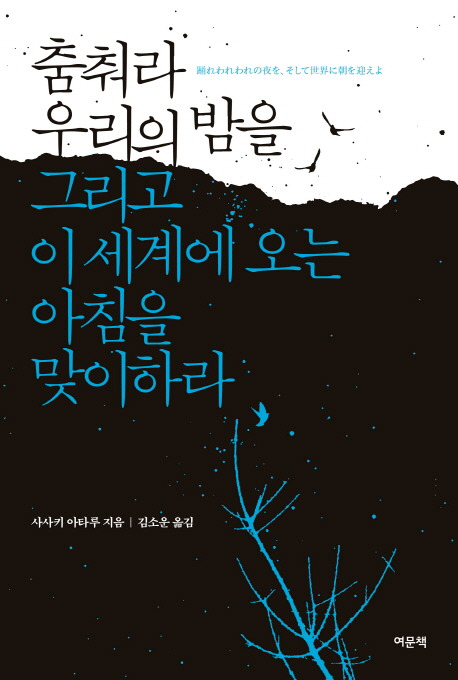 춤춰라
踊れわれわれの夜を、そして世界に朝を迎えよ
우리의 밤을
그리고
이 세계에 오는
아침을
맞이하라
사사키 아타루 지음 | 김소운 옮김
여문책